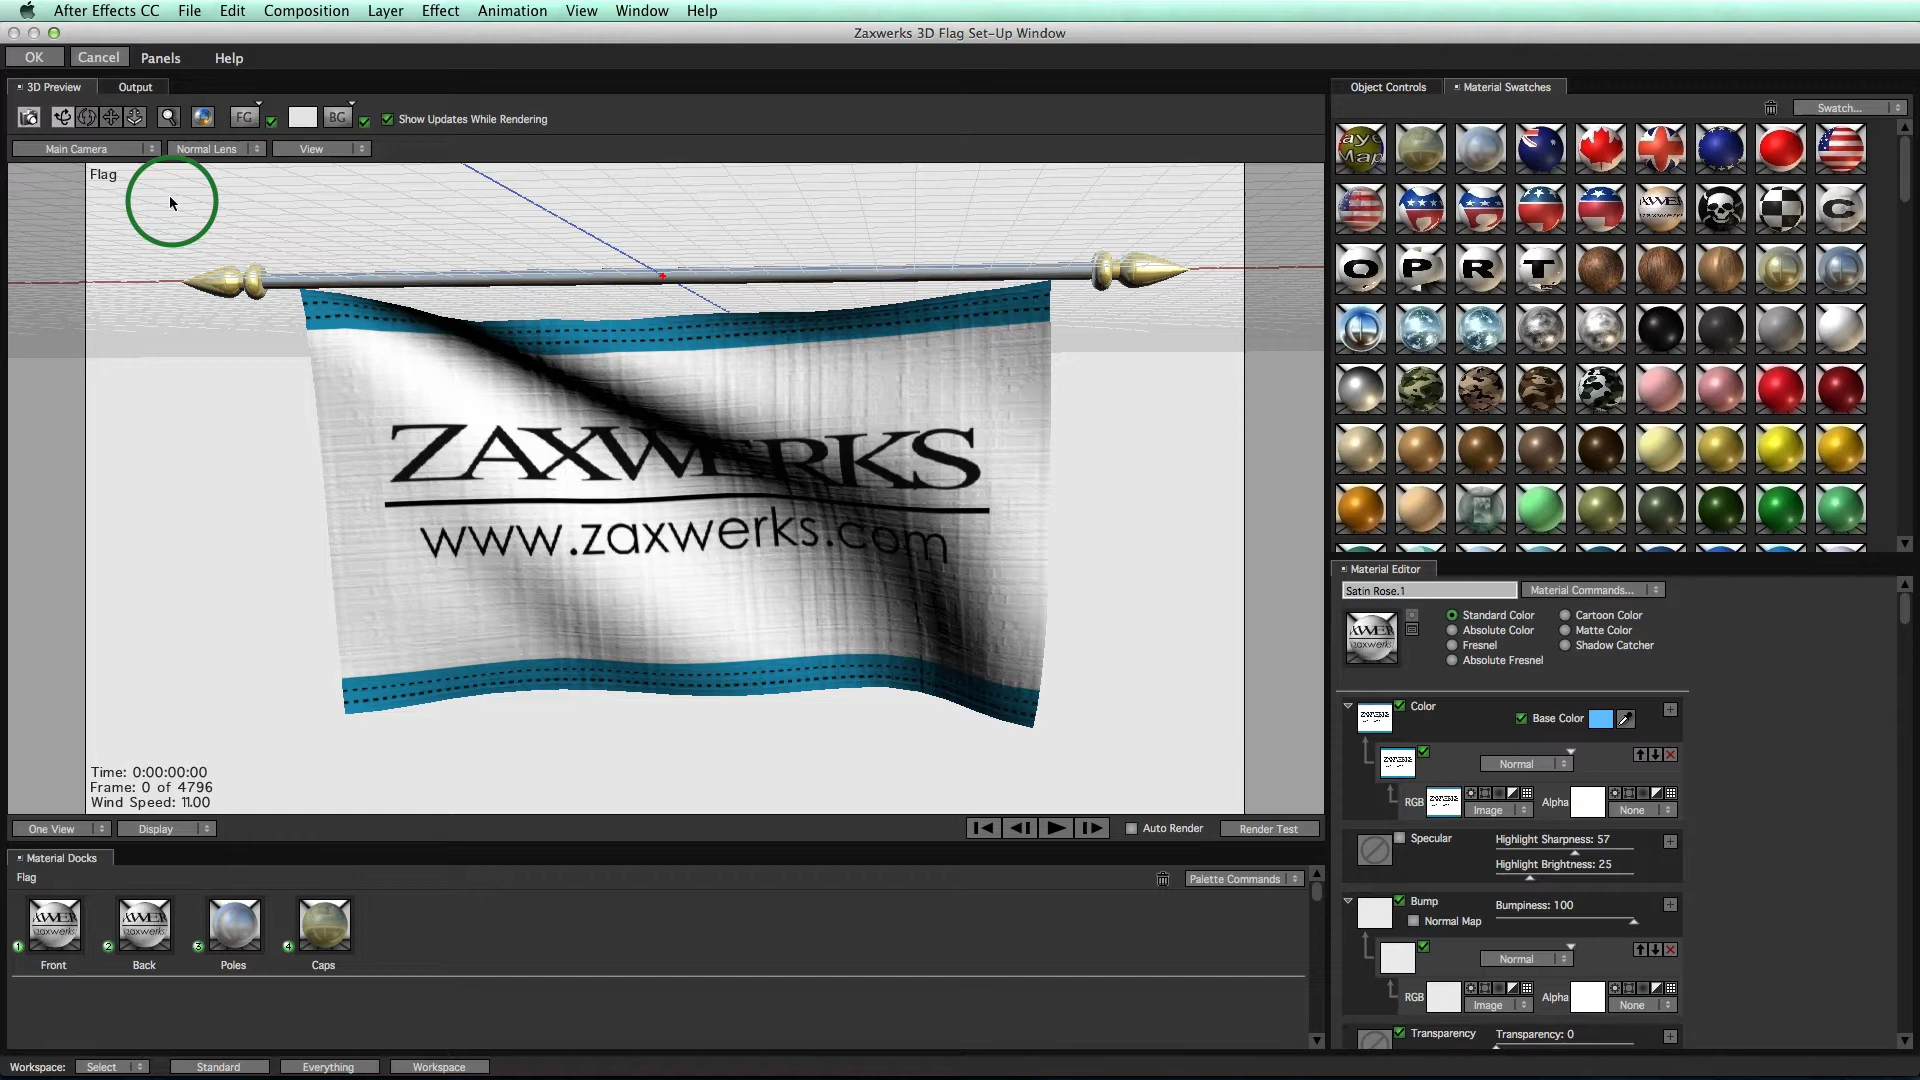 After Effects CC File Edit Composition Layer Effect Animation View Window Help
Zaxwerks 3D Flag Set-Up Window
OK Cancel Panels Help
3D Preview Output
FG BG Show Updates While Rendering
Main Camera Normal Lens View
Flag
ZAXWERKS
www.zaxwerks.com
Time: 0:00:00:00
Frame: 0 of 4796
Wind Speed: 11.00
One View Display Auto Render Render Test
Material Docks
Flag Palette Commands
1 Front
2 Back
3 Poles
4 Caps
Workspace: Select Standard Everything Workspace
Object Controls Material Swatches
Swatch...
C
O P R T
Material Editor
Satin Rose.1 Material Commands...
Standard Color Cartoon Color
Absolute Color Matte Color
Fresnel Shadow Catcher
Absolute Fresnel
Color Base Color
Normal
RGB Image Alpha None
Specular Highlight Sharpness: 57
Highlight Brightness: 25
Bump Bumpiness: 100
Normal Map
Normal
RGB Image Alpha None
Transparency Transparency: 0